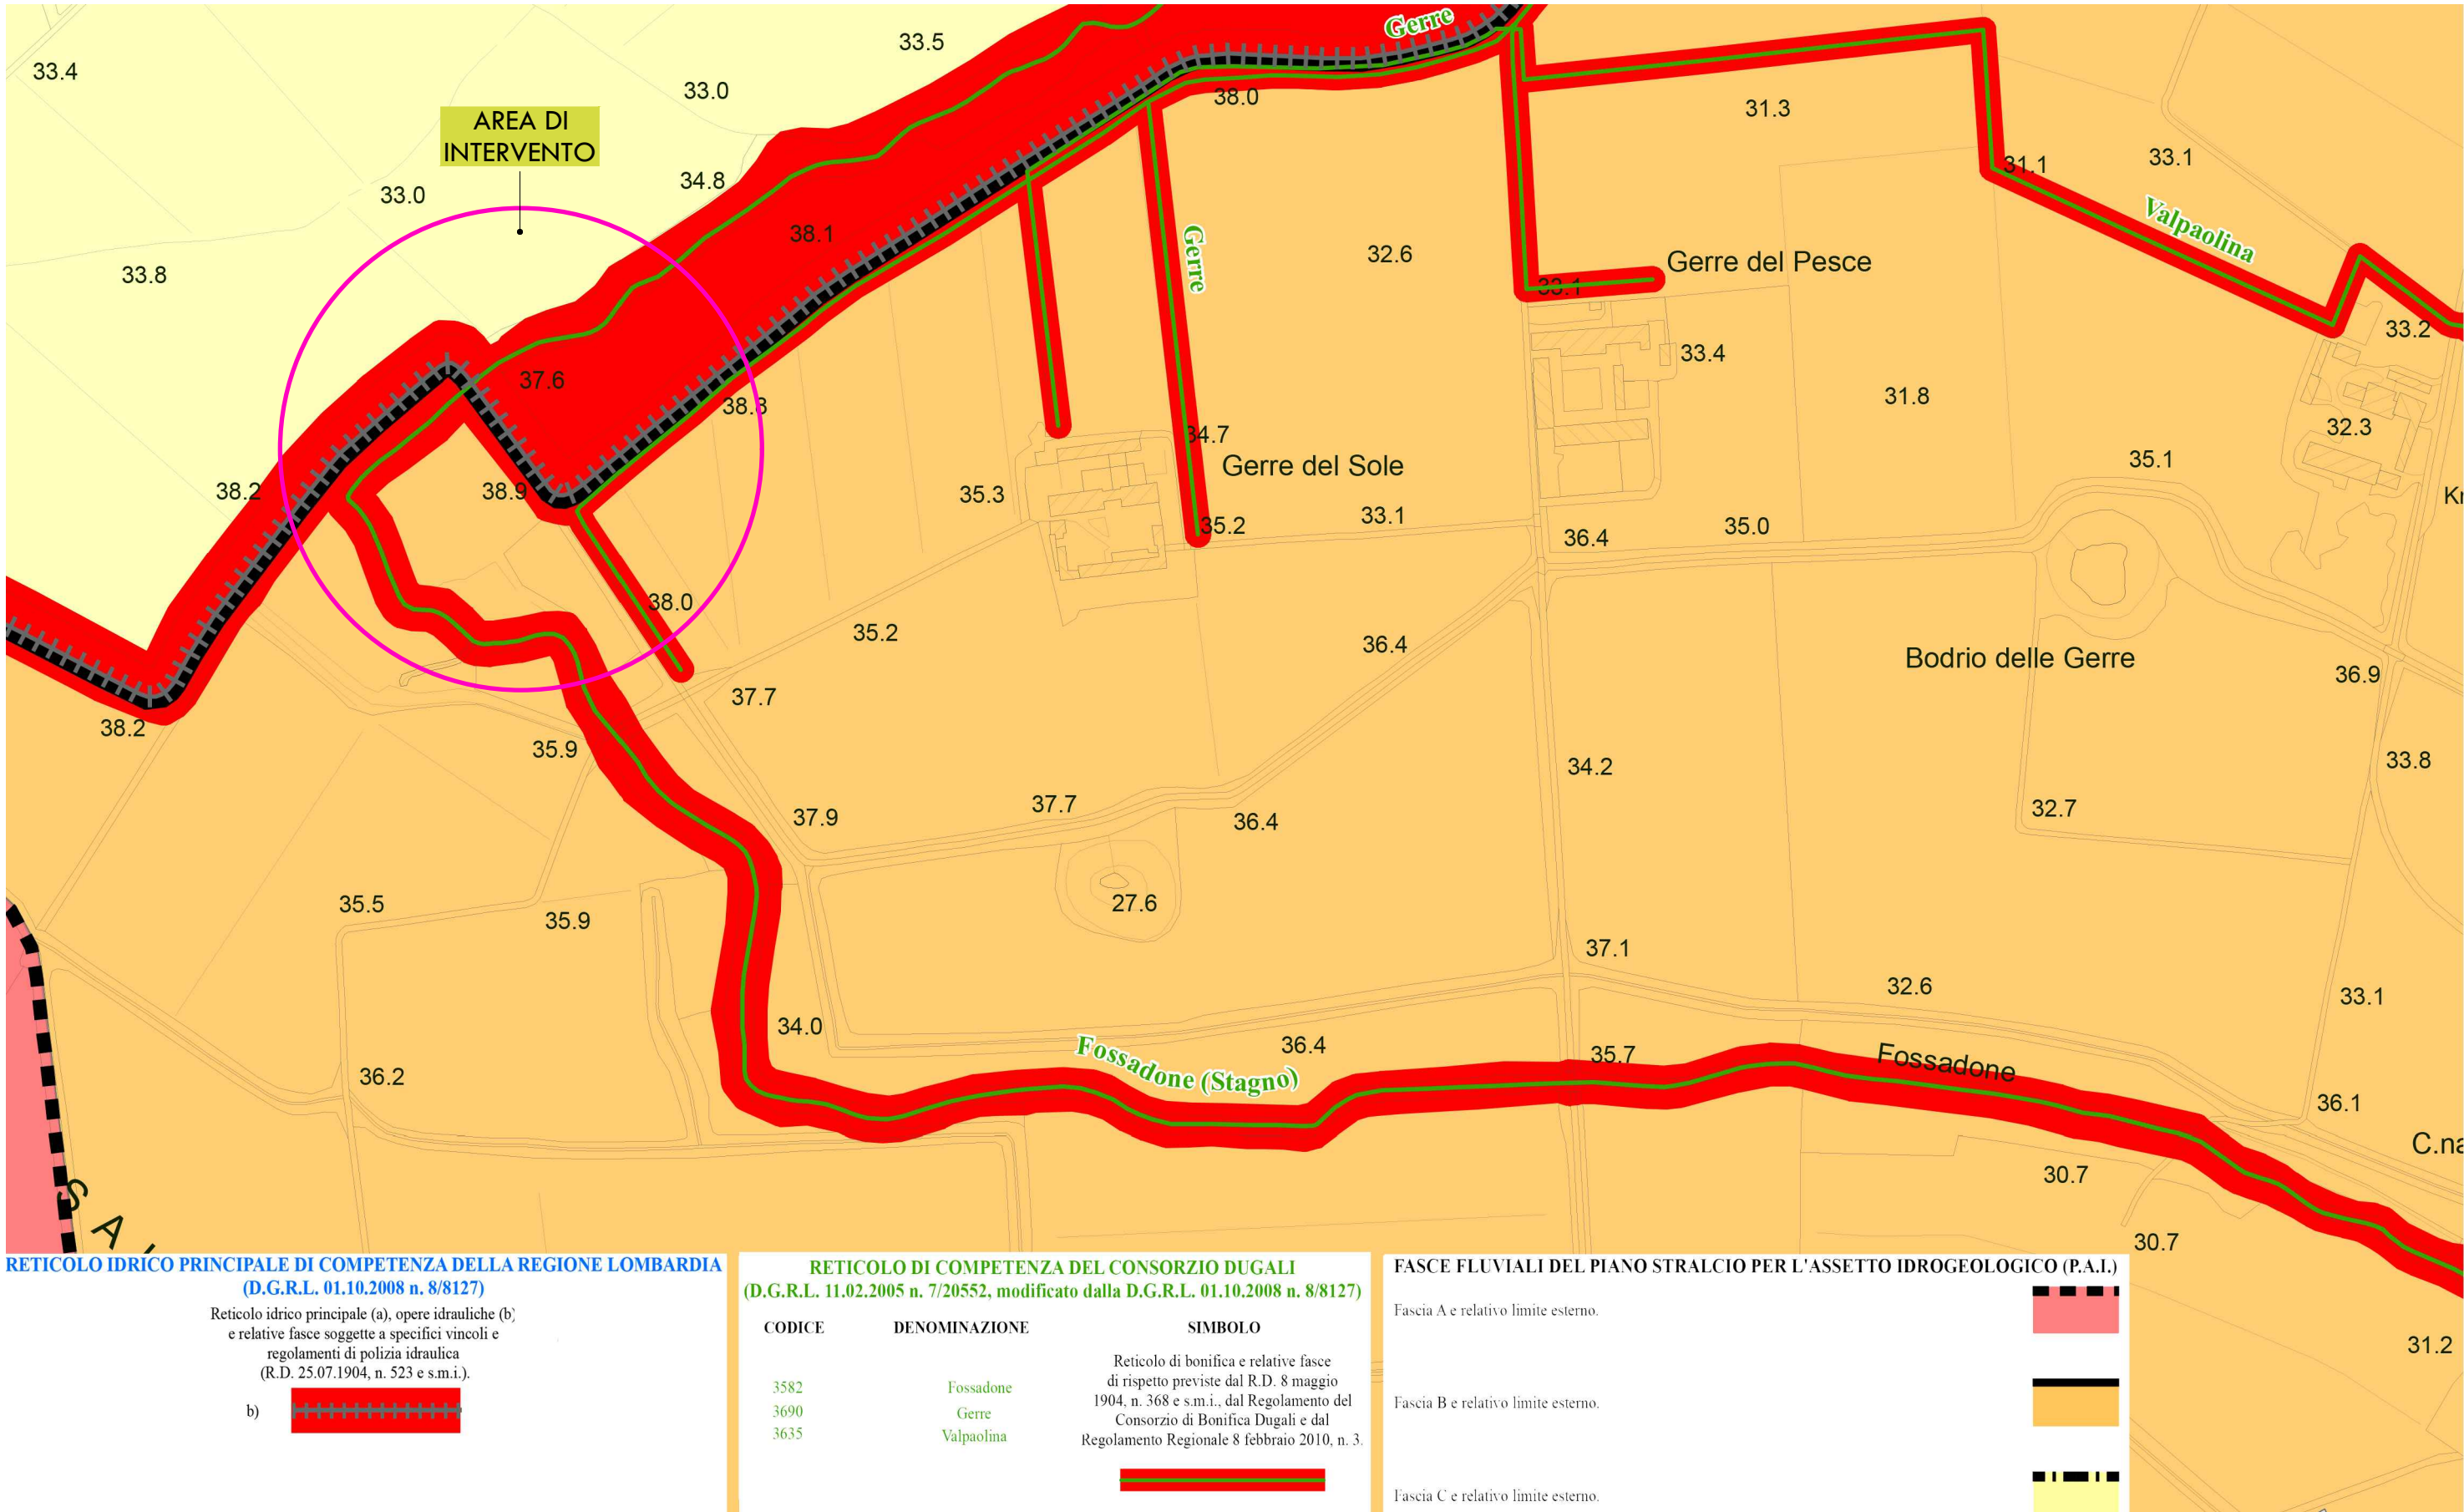 33.4
33.5
Gerre
33.0
38.0
AREA DI
INTERVENTO
31.3
33.1
31.1
33.0
34.8
Valpaolina
38.1
32.6
Gerre
33.8
Gerre del Pesce
33.1
33.2
33.4
37.6
38.3
31.8
32.3
34.7
Gerre del Sole
35.1
38.2
38.9
35.3
Kr
35.2
33.1
36.4
35.0
38.0
35.2
36.4
Bodrio delle Gerre
36.9
37.7
38.2
35.9
34.2
33.8
37.9
37.7
36.4
32.7
35.5
35.9
27.6
37.1
32.6
33.1
34.0
36.4
35.7
Fossadone (Stagno)
Fossadone
36.2
36.1
C.na
30.7
S A
30.7
31.2
RETICOLO IDRICO PRINCIPALE DI COMPETENZA DELLA REGIONE LOMBARDIA
(D.G.R.L. 01.10.2008 n. 8/8127)
Reticolo idrico principale (a), opere idrauliche (b)
e relative fasce soggette a specifici vincoli e
regolamenti di polizia idraulica
(R.D. 25.07.1904, n. 523 e s.m.i.).
b)
RETICOLO DI COMPETENZA DEL CONSORZIO DUGALI
(D.G.R.L. 11.02.2005 n. 7/20552, modificato dalla D.G.R.L. 01.10.2008 n. 8/8127)
CODICE DENOMINAZIONE SIMBOLO
3582 Fossadone
3690 Gerre
3635 Valpaolina
Reticolo di bonifica e relative fasce
di rispetto previste dal R.D. 8 maggio
1904, n. 368 e s.m.i., dal Regolamento del
Consorzio di Bonifica Dugali e dal
Regolamento Regionale 8 febbraio 2010, n. 3.
FASCE FLUVIALI DEL PIANO STRALCIO PER L'ASSETTO IDROGEOLOGICO (P.A.I.)
Fascia A e relativo limite esterno.
Fascia B e relativo limite esterno.
Fascia C e relativo limite esterno.